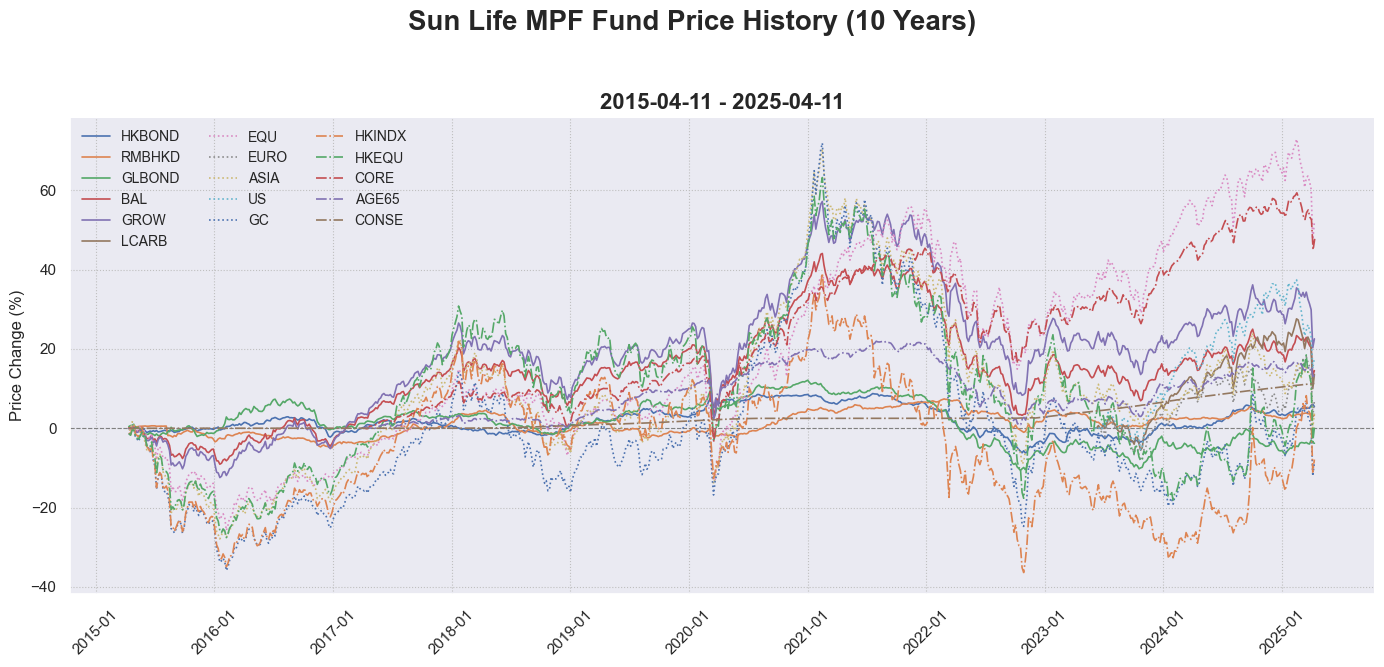 Sun Life MPF Fund Price History (10 Years)
2015-04-11 - 2025-04-11
HKBOND
RMBHKD
GLBOND
BAL
GROW
LCARB
EQU
EURO
ASIA
US
GC
HKINDX
HKEQU
CORE
AGE65
CONSE
Price Change (%)
60
40
20
0
−20
−40
2015-01
2016-01
2017-01
2018-01
2019-01
2020-01
2021-01
2022-01
2023-01
2024-01
2025-01